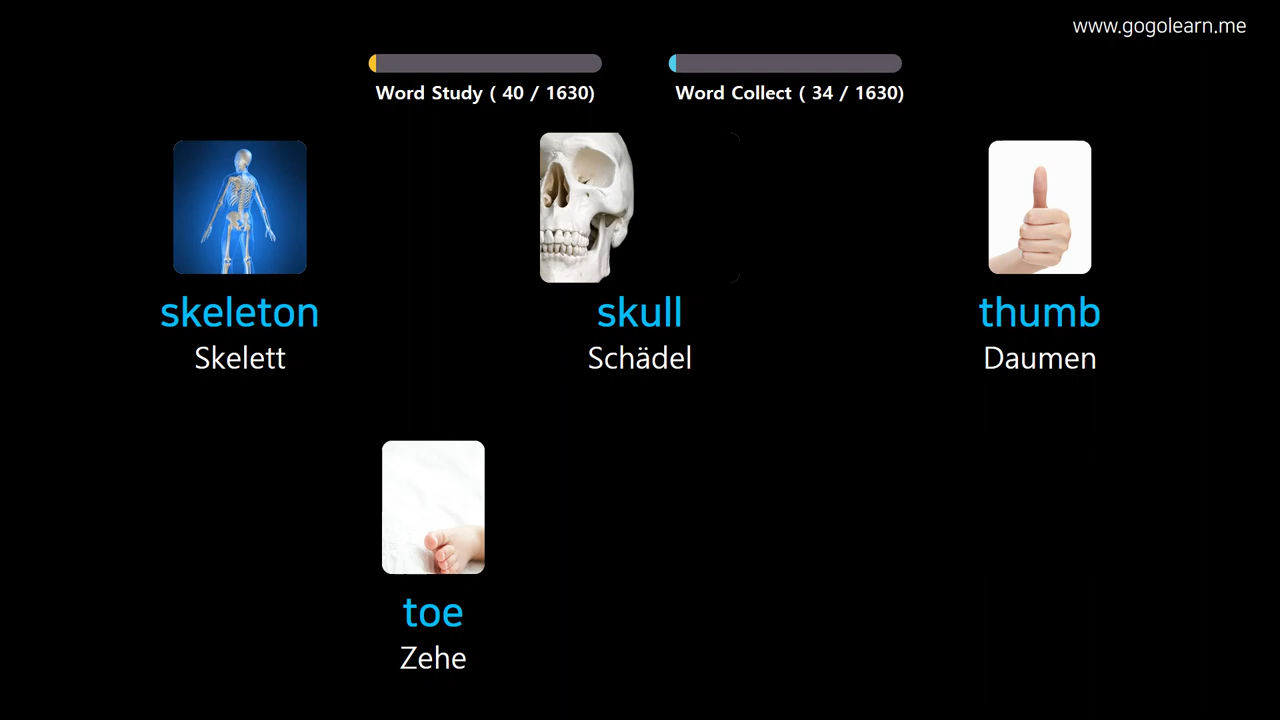 www.gogolearn.me
Word Study ( 40 / 1630)
Word Collect ( 34 / 1630)
skeleton
Skelett
skull
Schädel
thumb
Daumen
toe
Zehe